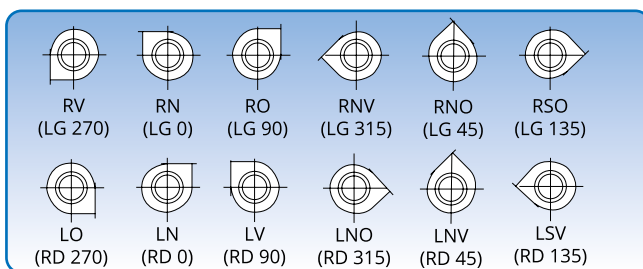 RV RN RO RNV RNO RSO
(LG 270) (LG 0) (LG 90) (LG 315) (LG 45) (LG 135)
LO LN LV LNO LNV LSV
(RD 270) (RD 0) (RD 90) (RD 315) (RD 45) (RD 135)